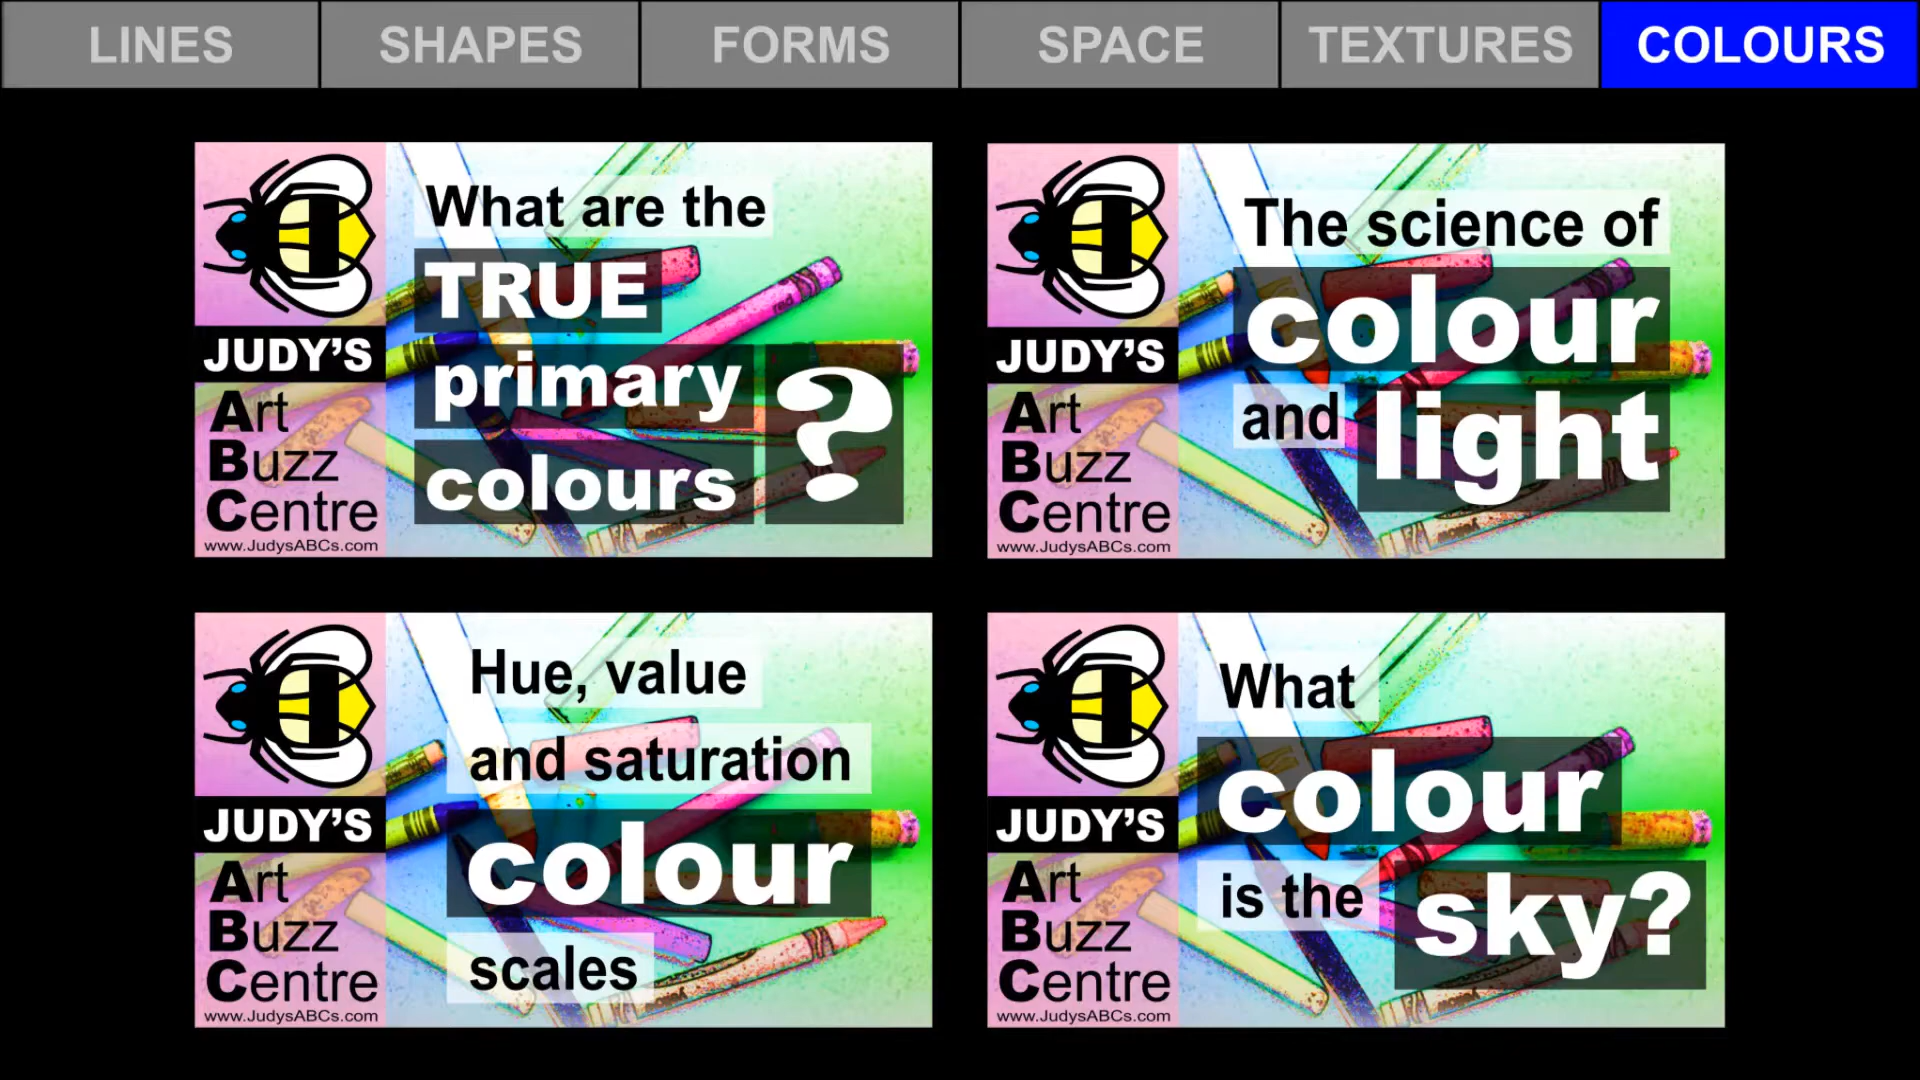 LINES
SHAPES
FORMS
SPACE
TEXTURES
COLOURS
JUDY'S
Art
Buzz
Centre
www.JudysABCs.com
What are the
TRUE
primary
colours
?
JUDY'S
Art
Buzz
Centre
www.JudysABCs.com
The science of
colour
and light
JUDY'S
Art
Buzz
Centre
www.JudysABCs.com
Hue, value
and saturation
colour
scales
JUDY'S
Art
Buzz
Centre
www.JudysABCs.com
What
colour
is the sky?